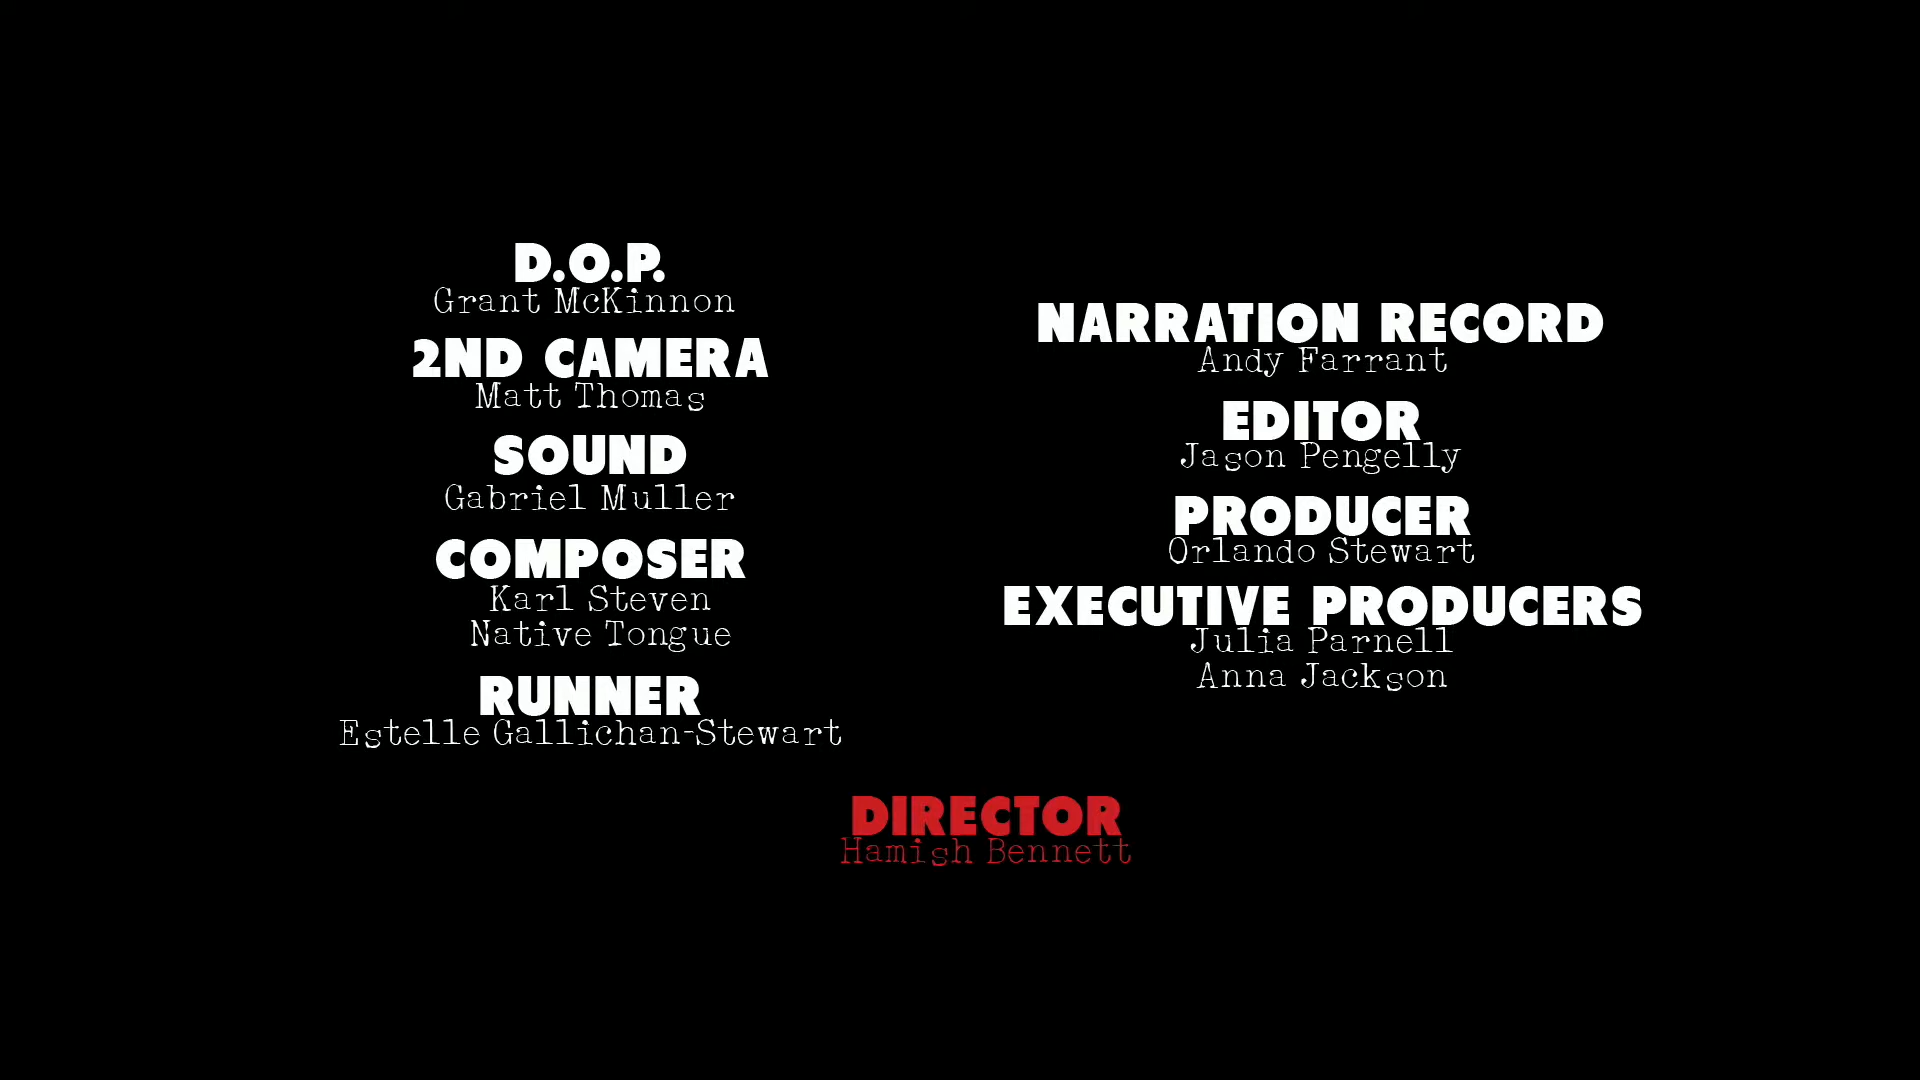 D.O.P.
Grant McKinnon
2ND CAMERA
Matt Thomas
SOUND
Gabriel Muller
COMPOSER
Karl Steven
Native Tongue
RUNNER
Estelle Gallichan-Stewart
NARRATION RECORD
Andy Farrant
EDITOR
Jason Pengelly
PRODUCER
Orlando Stewart
EXECUTIVE PRODUCERS
Julia Parnell
Anna Jackson
DIRECTOR
Hamish Bennett